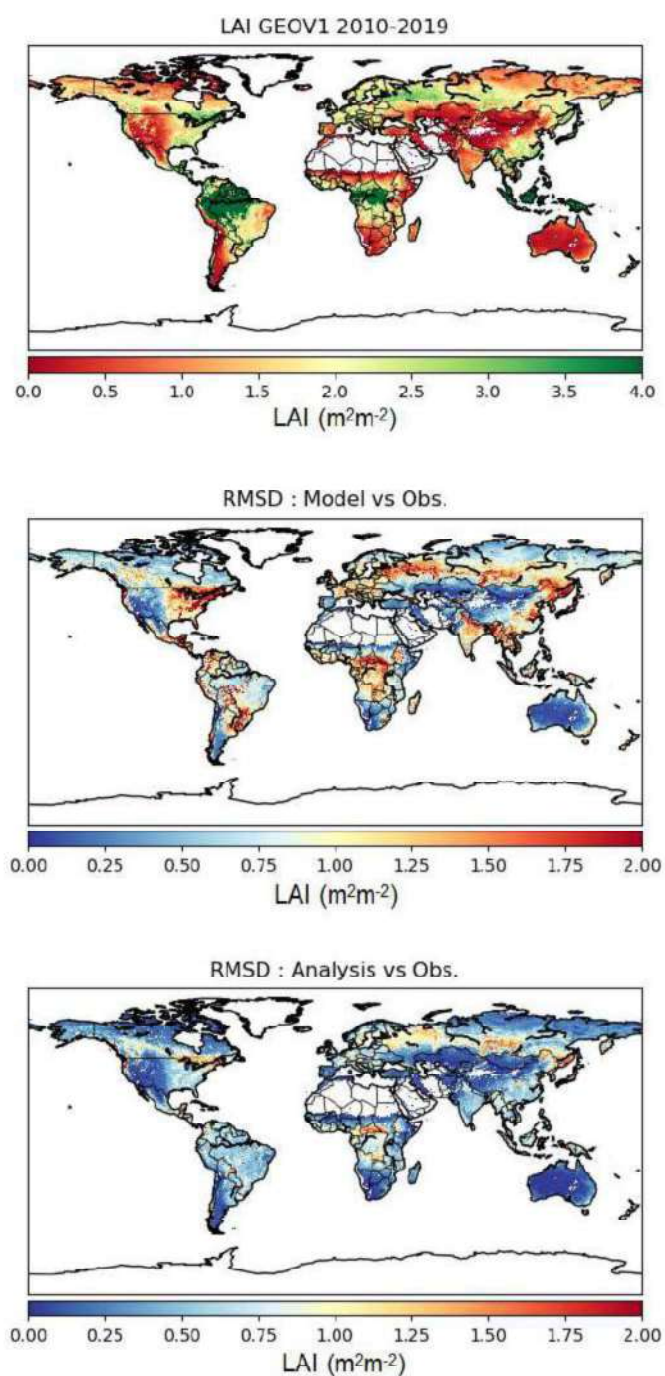 LAI GEOV1 2010-2019
0.0 0.5 1.0 1.5 2.0 2.5 3.0 3.5 4.0
LAI (m²m⁻²)
RMSD : Model vs Obs.
0.00 0.25 0.50 0.75 1.00 1.25 1.50 1.75 2.00
LAI (m²m⁻²)
RMSD : Analysis vs Obs.
0.00 0.25 0.50 0.75 1.00 1.25 1.50 1.75 2.00
LAI (m²m⁻²)